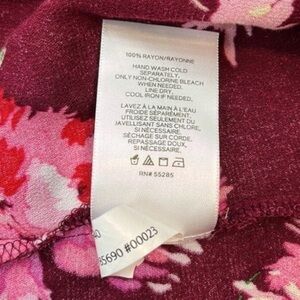 100% RAYON/RAYONNE
HAND WASH COLD
SEPARATELY,
ONLY NON-CHLORINE BLEACH
WHEN NEEDED,
LINE DRY,
COOL IRON IF NEEDED,
LAVEZ À LA MAIN À L'EAU
FROIDE SÉPARÉMENT,
UTILISEZ SEULEMENT DU
JAVELLISANT SANS CHLORE,
SI NÉCESSAIRE.
SÉCHAGE SUR CORDE.
REPASSAGE DOUX,
SI NÉCESSAIRE.
RN# 55285
85690 #00023